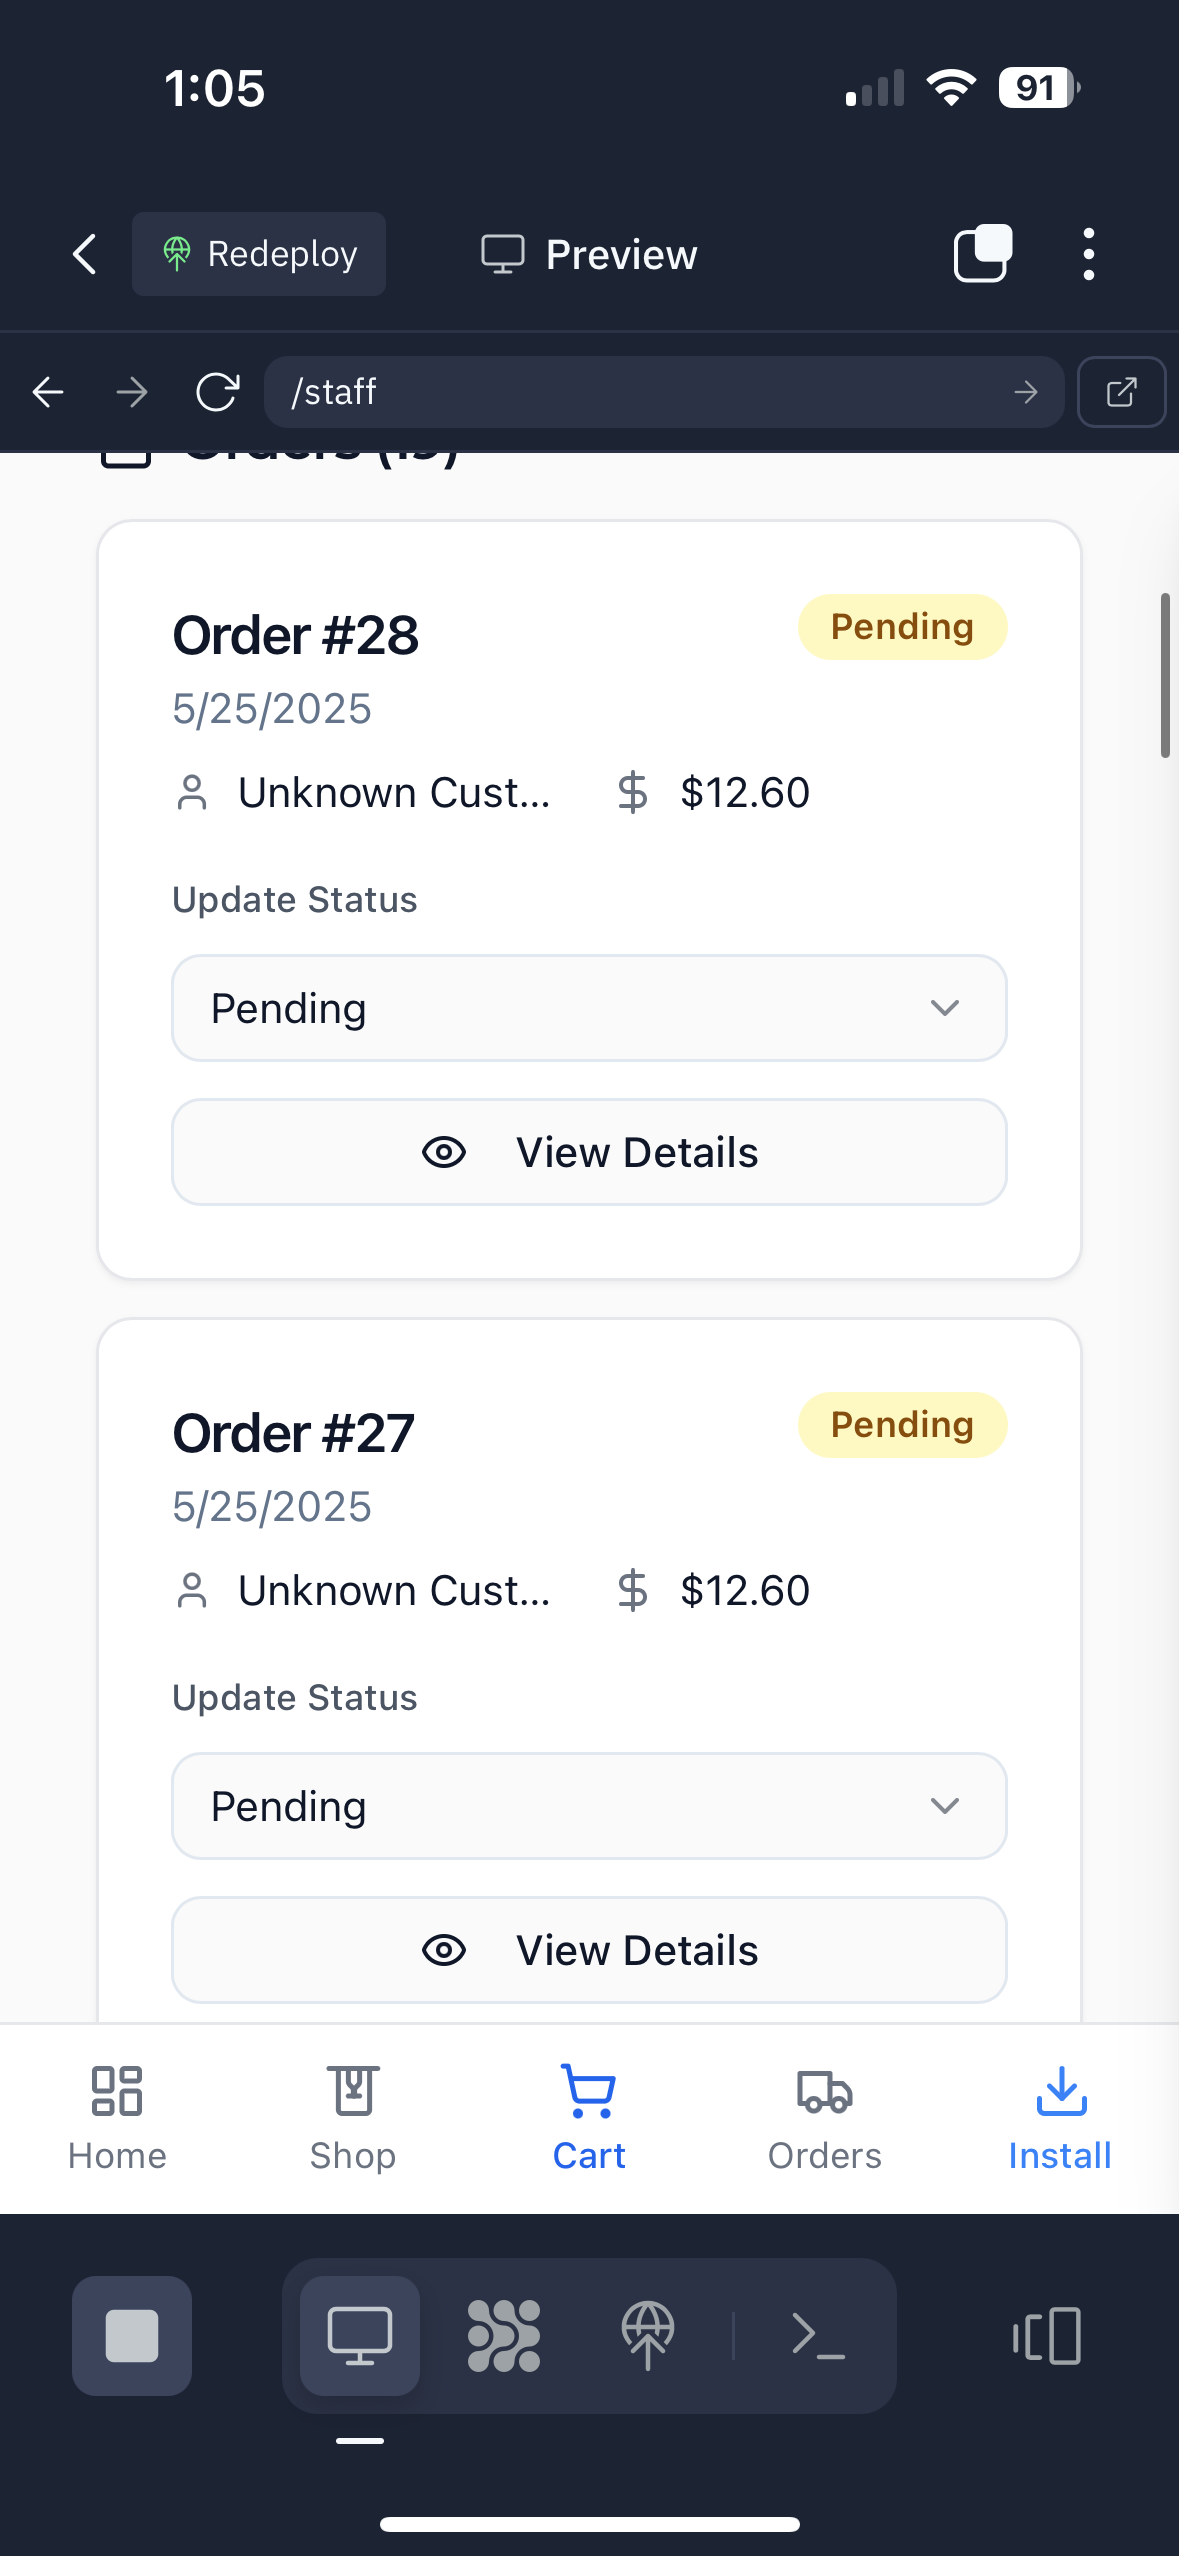 1:05
91
Redeploy
Preview
/staff
Order #28
Pending
5/25/2025
Unknown Cust...
$12.60
Update Status
Pending
View Details
Order #27
Pending
5/25/2025
Unknown Cust...
$12.60
Update Status
Pending
View Details
Home
Shop
Cart
Orders
Install